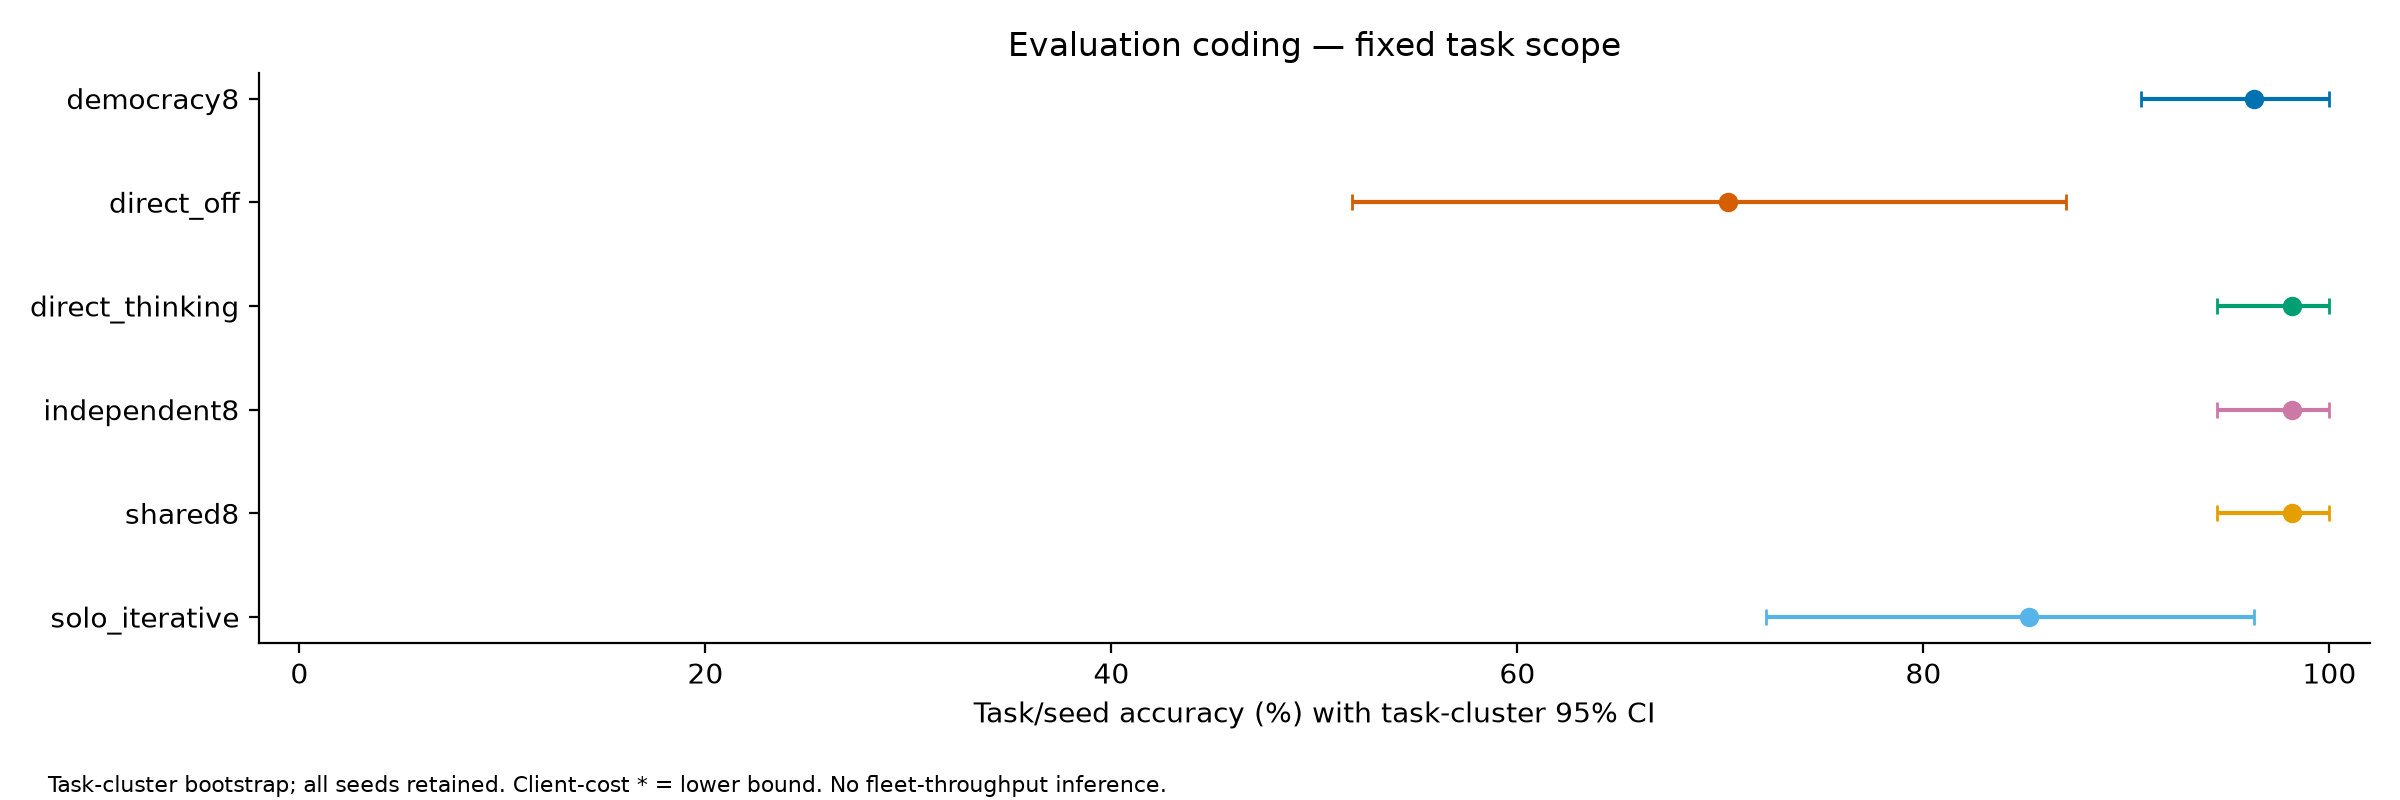 Evaluation coding — fixed task scope
democracy8
direct_off
direct_thinking
independent8
shared8
solo_iterative
0 20 40 60 80 100
Task/seed accuracy (%) with task-cluster 95% CI
Task-cluster bootstrap; all seeds retained. Client-cost * = lower bound. No fleet-throughput inference.